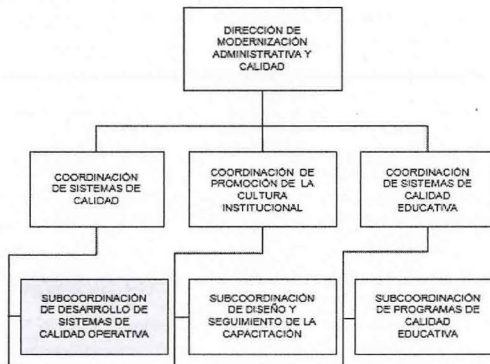 DIRECCIÓN DE
MODERNIZACIÓN
ADMINISTRATIVA Y
CALIDAD
COORDINACIÓN
DE SISTEMAS DE
CALIDAD
COORDINACIÓN DE
PROMOCIÓN DE LA
CULTURA
INSTITUCIONAL
COORDINACIÓN
DE SISTEMAS DE
CALIDAD
EDUCATIVA
SUBCOORDINACIÓN
DE DESARROLLO DE
SISTEMAS DE
CALIDAD OPERATIVA
SUBCOORDINACIÓN
DE DISEÑO Y
SEGUIMIENTO DE LA
CAPACITACIÓN
SUBCOORDINACIÓN
DE PROGRAMAS DE
CALIDAD
EDUCATIVA